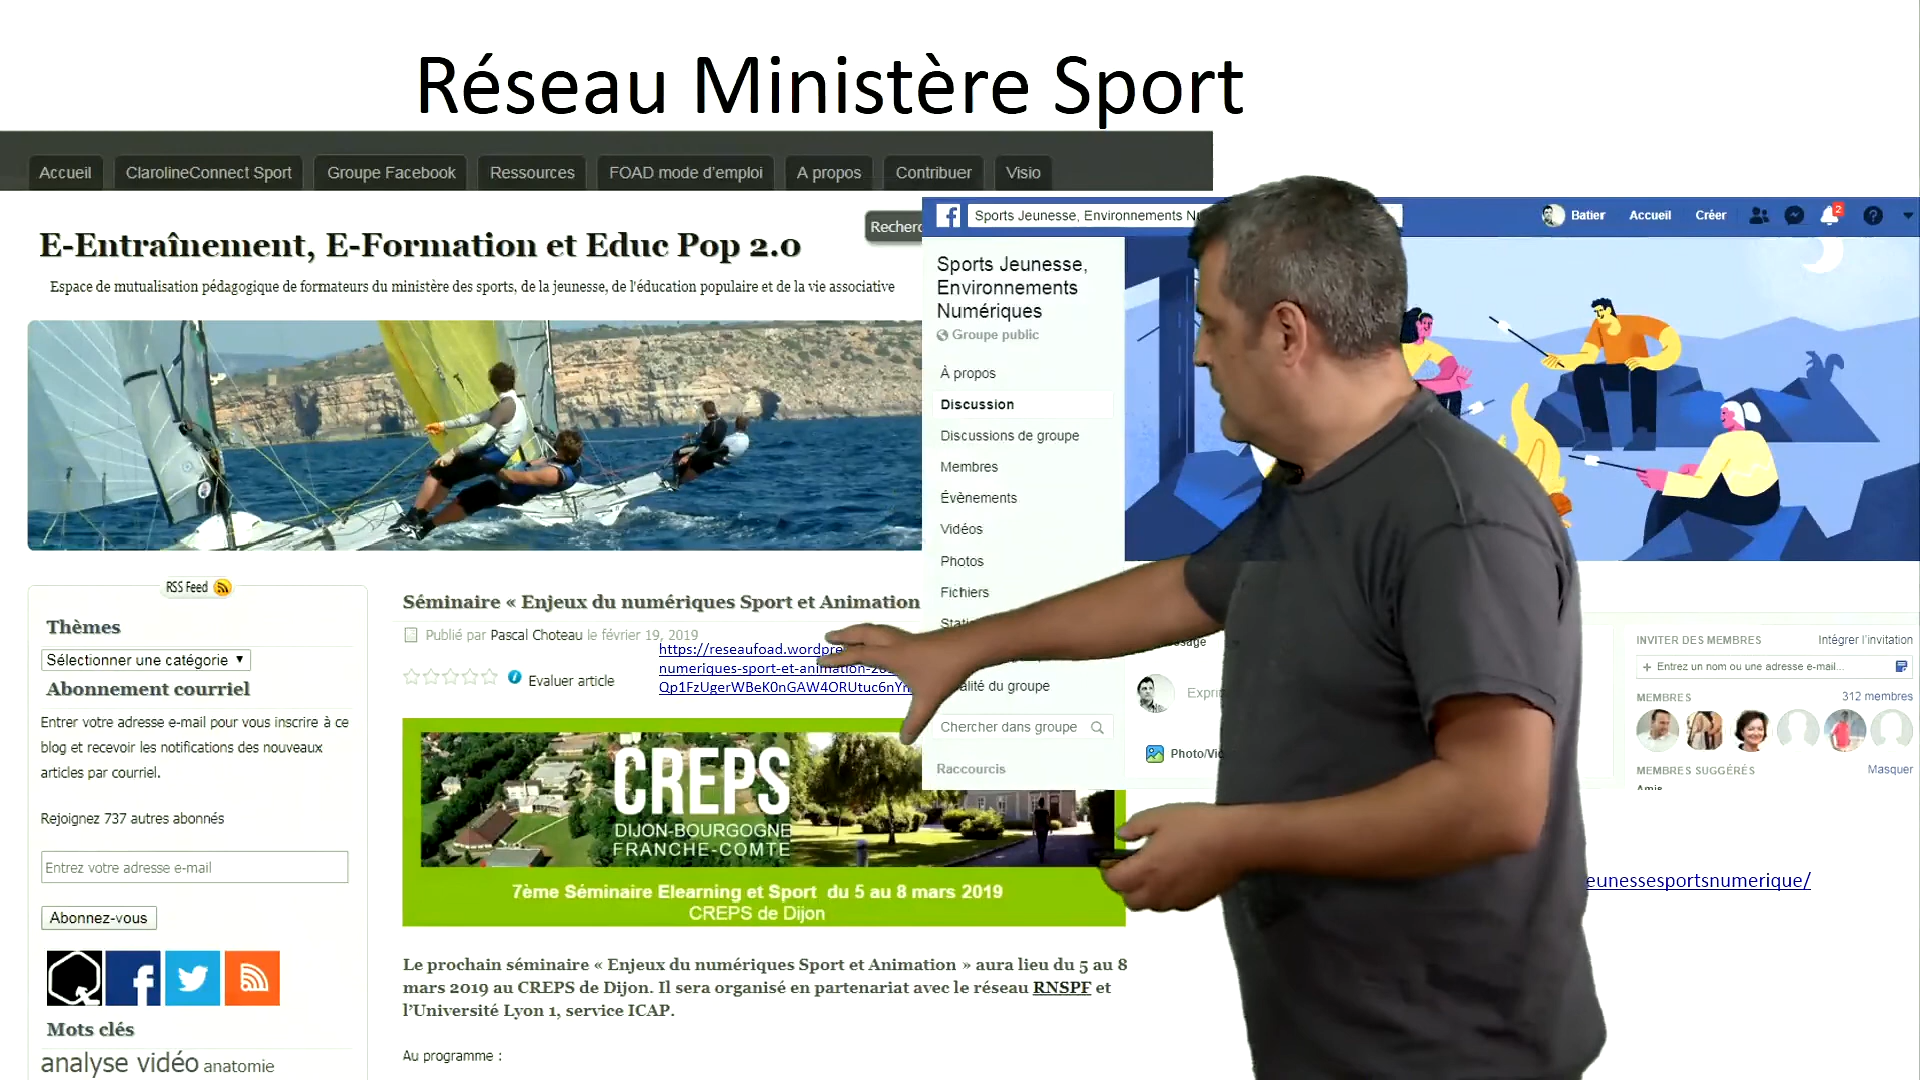 Réseau Ministère Sport
Accueil
ClarolineConnect Sport
Groupe Facebook
Ressources
FOAD mode d'emploi
A propos
Contribuer
Visio
E-Entraînement, E-Formation et Educ Pop 2.0
Espace de mutualisation pédagogique de formateurs du ministère des sports, de la jeunesse, de l'éducation populaire et de la vie associative
RSS Feed
Thèmes
Sélectionner une catégorie
Abonnement courriel
Entrer votre adresse e-mail pour vous inscrire à ce
blog et recevoir les notifications des nouveaux
articles par courriel.
Rejoignez 737 autres abonnés
Entrez votre adresse e-mail
Abonnez-vous
Mots clés
analyse vidéo anatomie
Séminaire « Enjeux du numériques Sport et Animation
Publié par Pascal Choteau le février 19, 2019
https://reseaufoad.wordpre
numeriques-sport-et-animation-20
Qp1FzUgerWBeK0nGAW4ORUtuc6nYn
Evaluer article
CREPS
DIJON-BOURGOGNE
FRANCHE-COMTE
7ème Séminaire Elearning et Sport du 5 au 8 mars 2019
CREPS de Dijon
Le prochain séminaire « Enjeux du numériques Sport et Animation » aura lieu du 5 au 8
mars 2019 au CREPS de Dijon. Il sera organisé en partenariat avec le réseau RNSPF et
l'Université Lyon 1, service ICAP.
Au programme :
Sports Jeunesse, Environnements
Batier
Accueil
Créer
2
Sports Jeunesse,
Environnements
Numériques
Groupe public
À propos
Discussion
Discussions de groupe
Membres
Évènements
Vidéos
Photos
Fichiers
du groupe
Chercher dans groupe
Raccourcis
Photo/Vi
INVITER DES MEMBRES
Intégrer l'invitation
+ Entrez un nom ou une adresse e-mail...
MEMBRES
312 membres
MEMBRES SUGGÉRÉS
Masquer
Amis
eunessesportsnumerique/